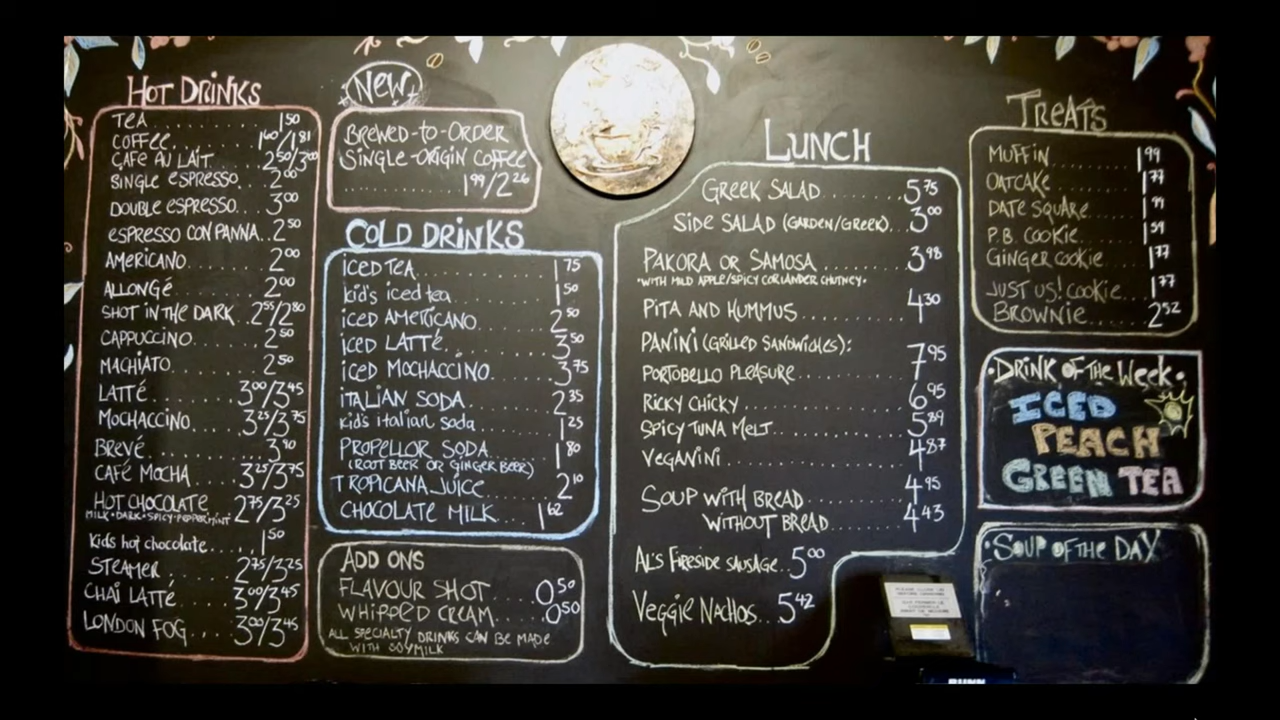 HOT DRINKS
TEA........1.50
COFFEE........1.60/1.81
CAFE AU LAIT...2.50/3.00
SINGLE ESPRESSO...2.00
DOUBLE ESPRESSO...3.00
ESPRESSO CON PANNA..2.50
AMERICANO........2.00
ALLONGÉ........2.00
SHOT IN THE DARK..2.55/2.80
CAPPUCCINO........2.50
MACHIATO........2.50
LATTÉ........3.00/3.45
MOCHACCINO.....3.25/3.75
BREVÉ........3.90
CAFÉ MOCHA.....3.25/3.75
HOT CHOCOLATE..2.75/3.25
MILK•DARK•SPICY•PEPPERMINT
Kids hot chocolate....1.50
STEAMER.....2.75/3.25
CHAI LATTÉ.....3.00/3.45
LONDON FOG....3.00/3.45
NEW
BREWED-TO-ORDER
SINGLE-ORIGIN COFFEE
............1.99/2.26
COLD DRINKS
ICED TEA............1.75
kid's iced tea............1.50
ICED AMERICANO........2.50
ICED LATTÉ............3.50
ICED MOCHACCINO......3.75
ITALIAN SODA........2.35
kid's italian soda........1.25
PROPELLOR SODA........1.80
(ROOT BEER OR GINGER BEER)
TROPICANA JUICE........2.10
CHOCOLATE MILK....1.62
ADD ONS
FLAVOUR SHOT......0.50
WHIPPED CREAM.....0.50
ALL SPECIALTY DRINKS CAN BE MADE
WITH SOYMILK
LUNCH
GREEK SALAD........5.75
SIDE SALAD (GARDEN/GREEK)...3.00
PAKORA OR SAMOSA........3.98
•WITH MILD APPLE/SPICY CORIANDER CHUTNEY•
PITA AND HUMMUS........4.30
PANINI (GRILLED SANDWICHES):
PORTOBELLO PLEASURE........7.95
RICKY CHICKY............6.95
SPICY TUNA MELT........5.89
VEGANINI............4.87
SOUP WITH BREAD........4.95
WITHOUT BREAD.....4.43
AL'S FIRESIDE SAUSAGE..5.00
VEGGIE NACHOS...5.42
TREATS
MUFFIN............1.99
OATCAKE............1.77
DATE SQUARE........1.99
P.B. COOKIE........1.59
GINGER COOKIE......1.77
JUST US! COOKIE...1.77
BROWNIE......2.52
•DRINK OF THE WEEK•
ICED
PEACH
GREEN TEA
•SOUP OF THE DAY
BUNN